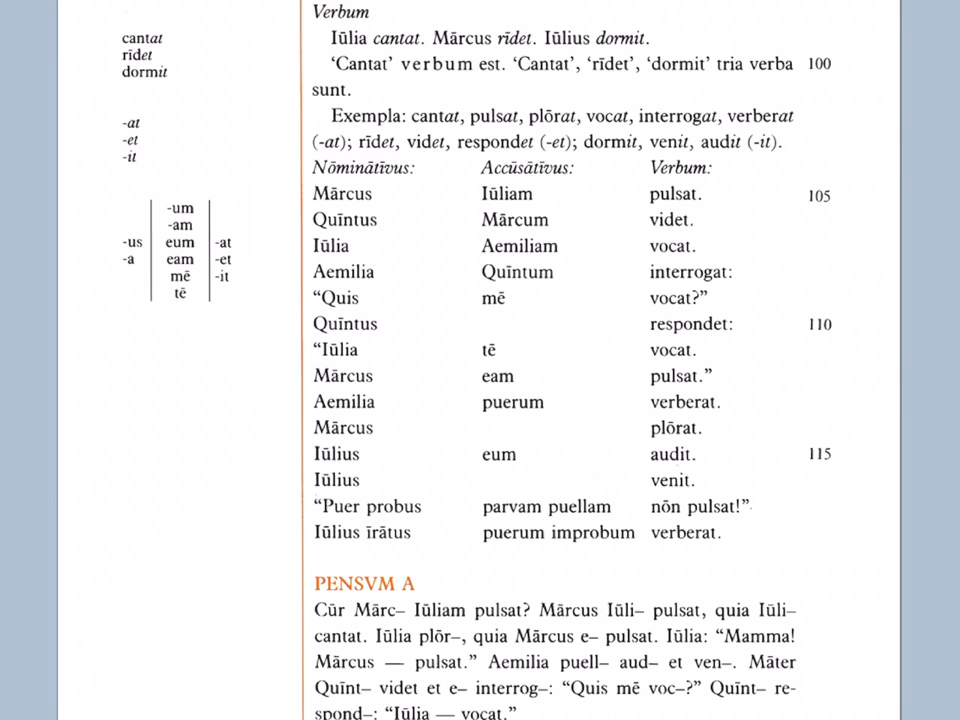 Verbum
cantat
rīdet
dormit
Iūlia cantat. Mārcus rīdet. Iūlius dormit.
‘Cantat’ verbum est. ‘Cantat’, ‘rīdet’, ‘dormit’ tria verba 100
sunt.
-at
-et
-it
Exempla: cantat, pulsat, plōrat, vocat, interrogat, verberat
(-at); rīdet, videt, respondet (-et); dormit, venit, audit (-it).
Nōminātīvus: Accūsātīvus: Verbum:
Mārcus Iūliam pulsat. 105
Quīntus Mārcum videt.
Iūlia Aemiliam vocat.
Aemilia Quīntum interrogat:
“Quis mē vocat?”
Quīntus respondet: 110
“Iūlia tē vocat.
Mārcus eam pulsat.”
Aemilia puerum verberat.
Mārcus plōrat.
Iūlius eum audit. 115
Iūlius venit.
“Puer probus parvam puellam nōn pulsat!”
Iūlius īrātus puerum improbum verberat.
-um
-am
-us eum -at
-a eam -et
mē -it
tē
PENSVM A
Cūr Mārc– Iūliam pulsat? Mārcus Iūli– pulsat, quia Iūli–
cantat. Iūlia plōr–, quia Mārcus e– pulsat. Iūlia: “Mamma!
Mārcus — pulsat.” Aemilia puell– aud– et ven–. Māter
Quīnt– videt et e– interrog–: “Quis mē voc–?” Quīnt– re-
spond–: “Iūlia — vocat.”